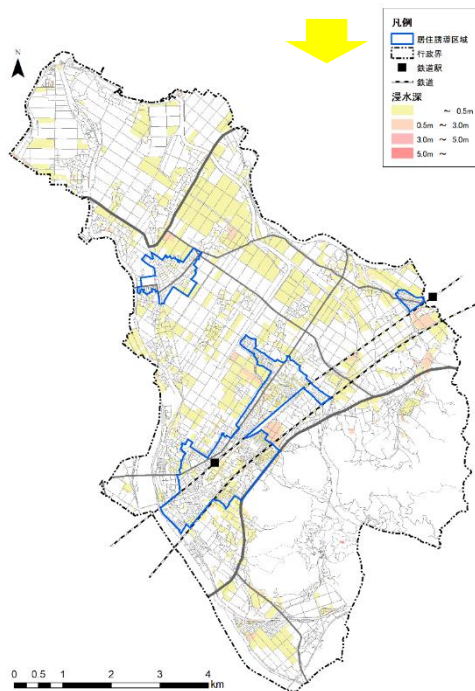 凡例
居住誘導区域
行政界
鉄道駅
鉄道
浸水深
～ 0.5m
0.5m ～ 3.0m
3.0m ～ 5.0m
5.0m ～
N
0 0.5 1 2 3 4
km